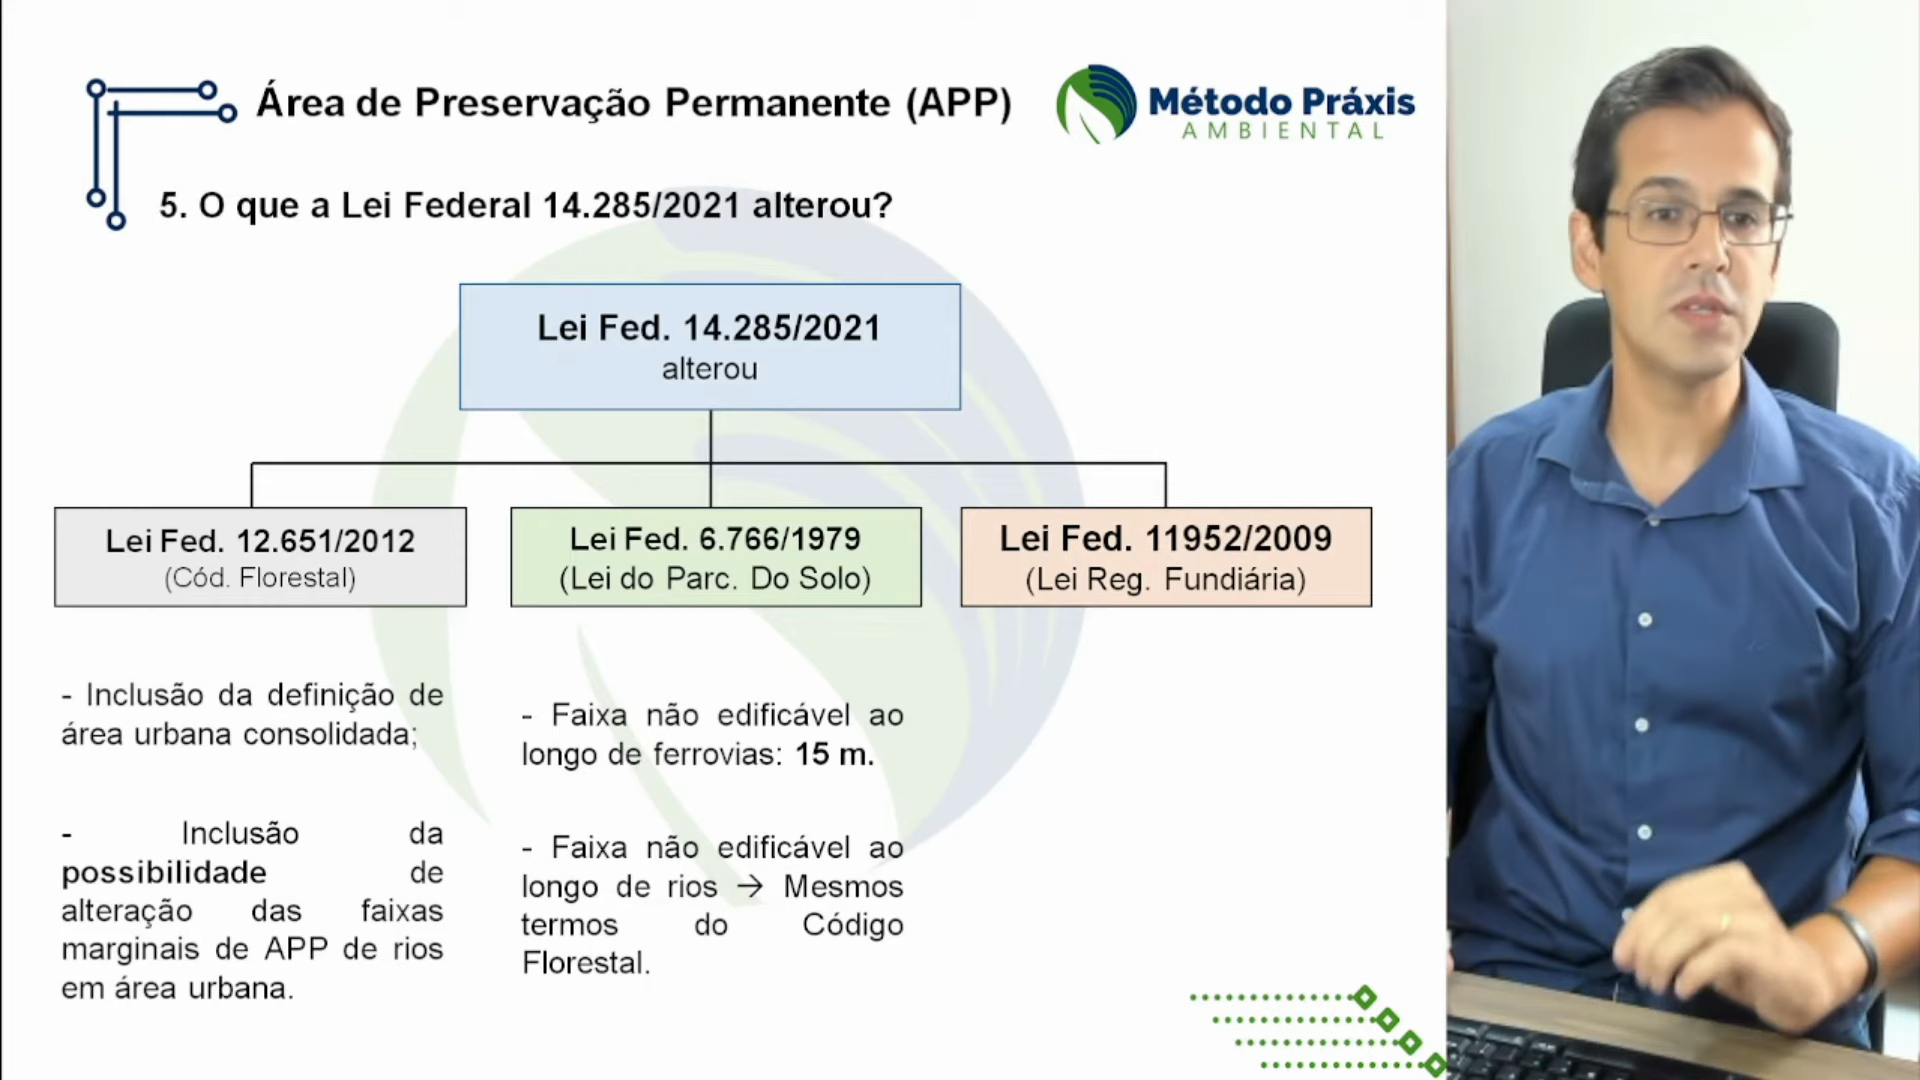 Área de Preservação Permanente (APP)
Método Práxis
AMBIENTAL
5. O que a Lei Federal 14.285/2021 alterou?
Lei Fed. 14.285/2021
alterou
Lei Fed. 12.651/2012
(Cód. Florestal)
Lei Fed. 6.766/1979
(Lei do Parc. Do Solo)
Lei Fed. 11952/2009
(Lei Reg. Fundiária)
- Inclusão da definição de
área urbana consolidada;
- Inclusão da
possibilidade de
alteração das faixas
marginais de APP de rios
em área urbana.
- Faixa não edificável ao
longo de ferrovias: 15 m.
- Faixa não edificável ao
longo de rios → Mesmos
termos do Código
Florestal.